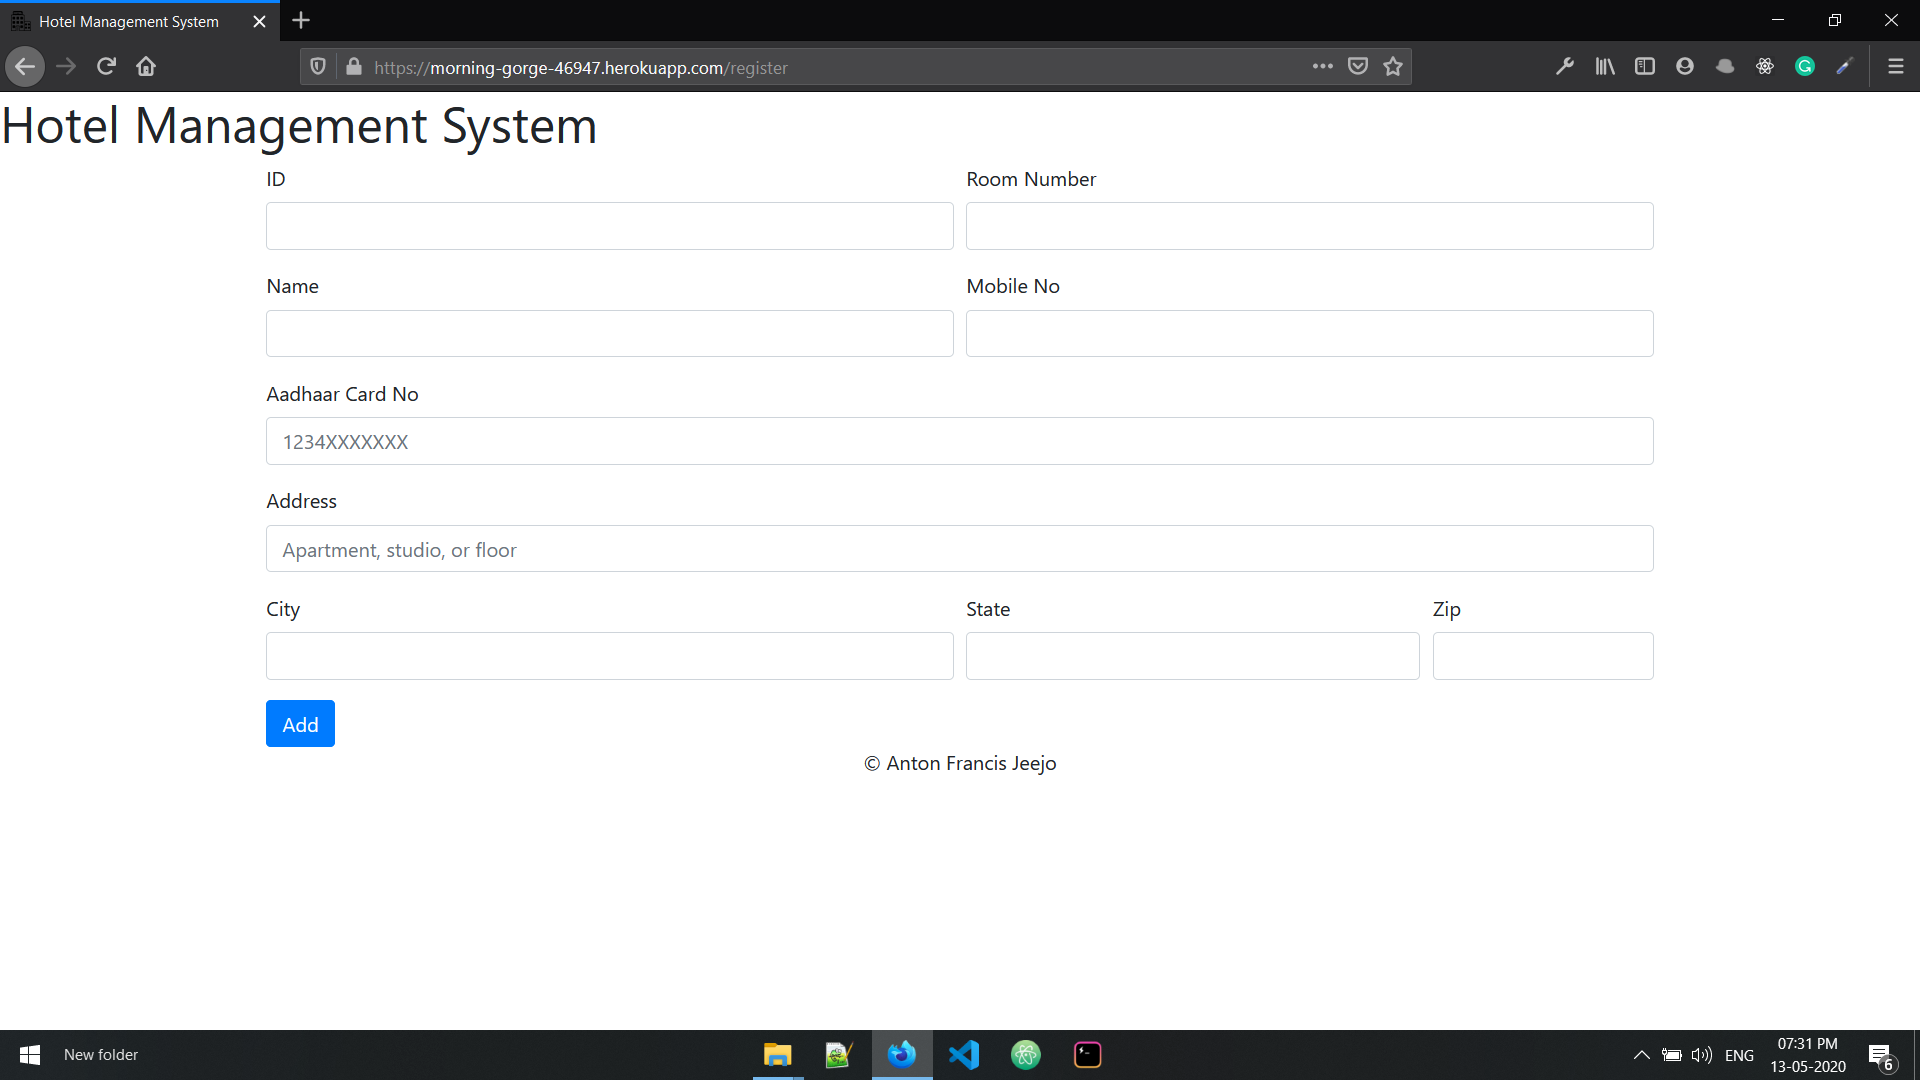 Hotel Management System
https://morning-gorge-46947.herokuapp.com/register
Hotel Management System
ID Room Number
Name Mobile No
Aadhaar Card No
1234XXXXXXX
Address
Apartment, studio, or floor
City State Zip
Add
© Anton Francis Jeejo
New folder
ENG
07:31 PM
13-05-2020
6